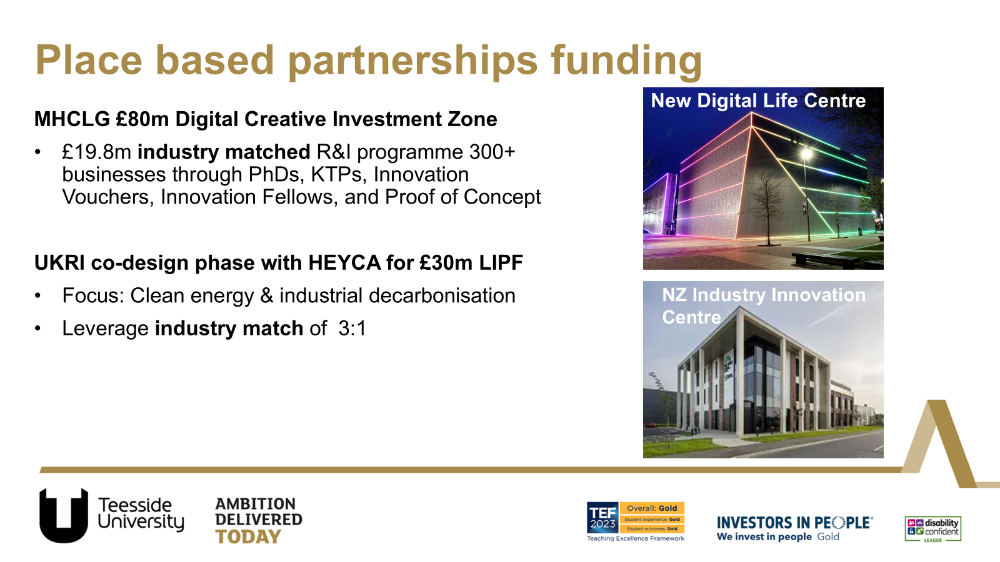 Place based partnerships funding
MHCLG £80m Digital Creative Investment Zone
• £19.8m industry matched R&I programme 300+
businesses through PhDs, KTPs, Innovation
Vouchers, Innovation Fellows, and Proof of Concept
UKRI co-design phase with HEYCA for £30m LIPF
• Focus: Clean energy & industrial decarbonisation
• Leverage industry match of  3:1
New Digital Life Centre
NZ Industry Innovation
Centre
Teesside
University
AMBITION
DELIVERED
TODAY
TEF
2023
Overall: Gold
Student experience: Gold
Student outcomes: Gold
Teaching Excellence Framework
INVESTORS IN PEOPLE®
We invest in people Gold
disability
confident
LEADER